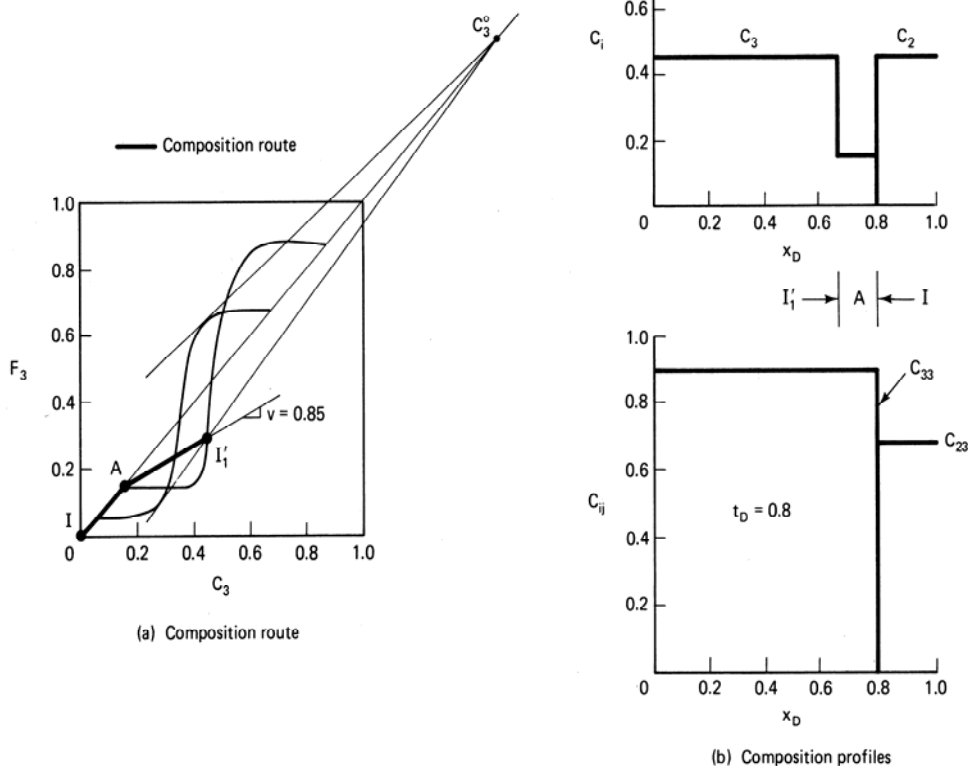 C₃⁰
Composition route
1.0
0.8
0.6
F₃
0.4
v = 0.85
0.2
A
I₁′
I
0
0.2
0.4
0.6
0.8
1.0
C₃
(a) Composition route
0.6
Cᵢ
C₃
C₂
0.4
0.2
0
0.2
0.4
0.6
0.8
1.0
x_D
I₁′
A
I
1.0
C₃₃
0.8
C₂₃
0.6
Cᵢⱼ
t_D = 0.8
0.4
0.2
0
0.2
0.4
0.6
0.8
1.0
x_D
(b) Composition profiles